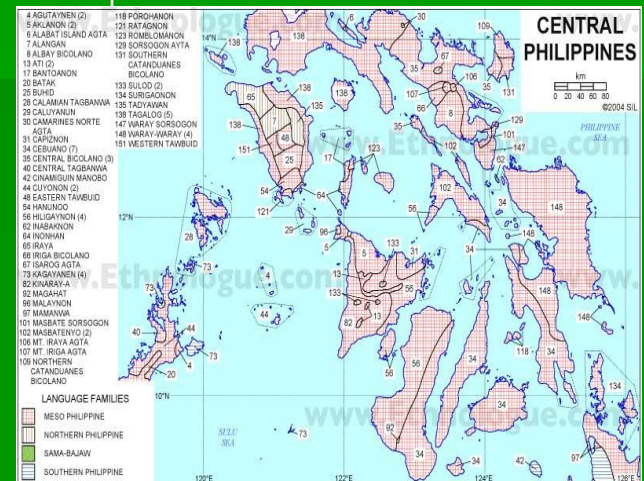 CENTRAL
PHILIPPINES
km
0 20 40 60 80
©2004 SIL
4 AGUTAYNEN (2)
5 AKLANON (2)
6 ALABAT ISLAND AGTA
7 ALANGAN
8 ALBAY BICOLANO
13 ATI (2)
17 BANTOANON
20 BATAK
25 BUHID
28 CALAMIAN TAGBANWA
29 CALUYANUN
30 CAMARINES NORTE
AGTA
31 CAPIZNON
34 CEBUANO (7)
35 CENTRAL BICOLANO (3)
40 CENTRAL TAGBANWA
42 CINAMIGUIN MANOBO
44 CUYONON (2)
48 EASTERN TAWBUID
54 HANUNOO
56 HILIGAYNON (4)
62 INABAKNON
64 INONHAN
65 IRAYA
66 IRIGA BICOLANO
67 ISAROG AGTA
73 KAGAYANEN (4)
82 KINARAY-A
92 MAGAHAT
96 MALAYNON
97 MAMANWA
101 MASBATE SORSOGON
102 MASBATENYO (2)
106 MT. IRAYA AGTA
107 MT. IRIGA AGTA
109 NORTHERN
CATANDUANES
BICOLANO
118 POROHANON
121 RATAGNON
123 ROMBLOMANON
129 SORSOGON AYTA
131 SOUTHERN
CATANDUANES
BICOLANO
133 SULOD (2)
134 SURIGAONON
135 TADYAWAN
138 TAGALOG (5)
147 WARAY SORSOGON
148 WARAY-WARAY (4)
151 WESTERN TAWBUID
LANGUAGE FAMILIES
MESO PHILIPPINE
NORTHERN PHILIPPINE
SAMA-BAJAW
SOUTHERN PHILIPPINE
PHILIPPINE
SEA
SULU
SEA
14°N
12°N
10°N
120°E
122°E
124°E
126°E